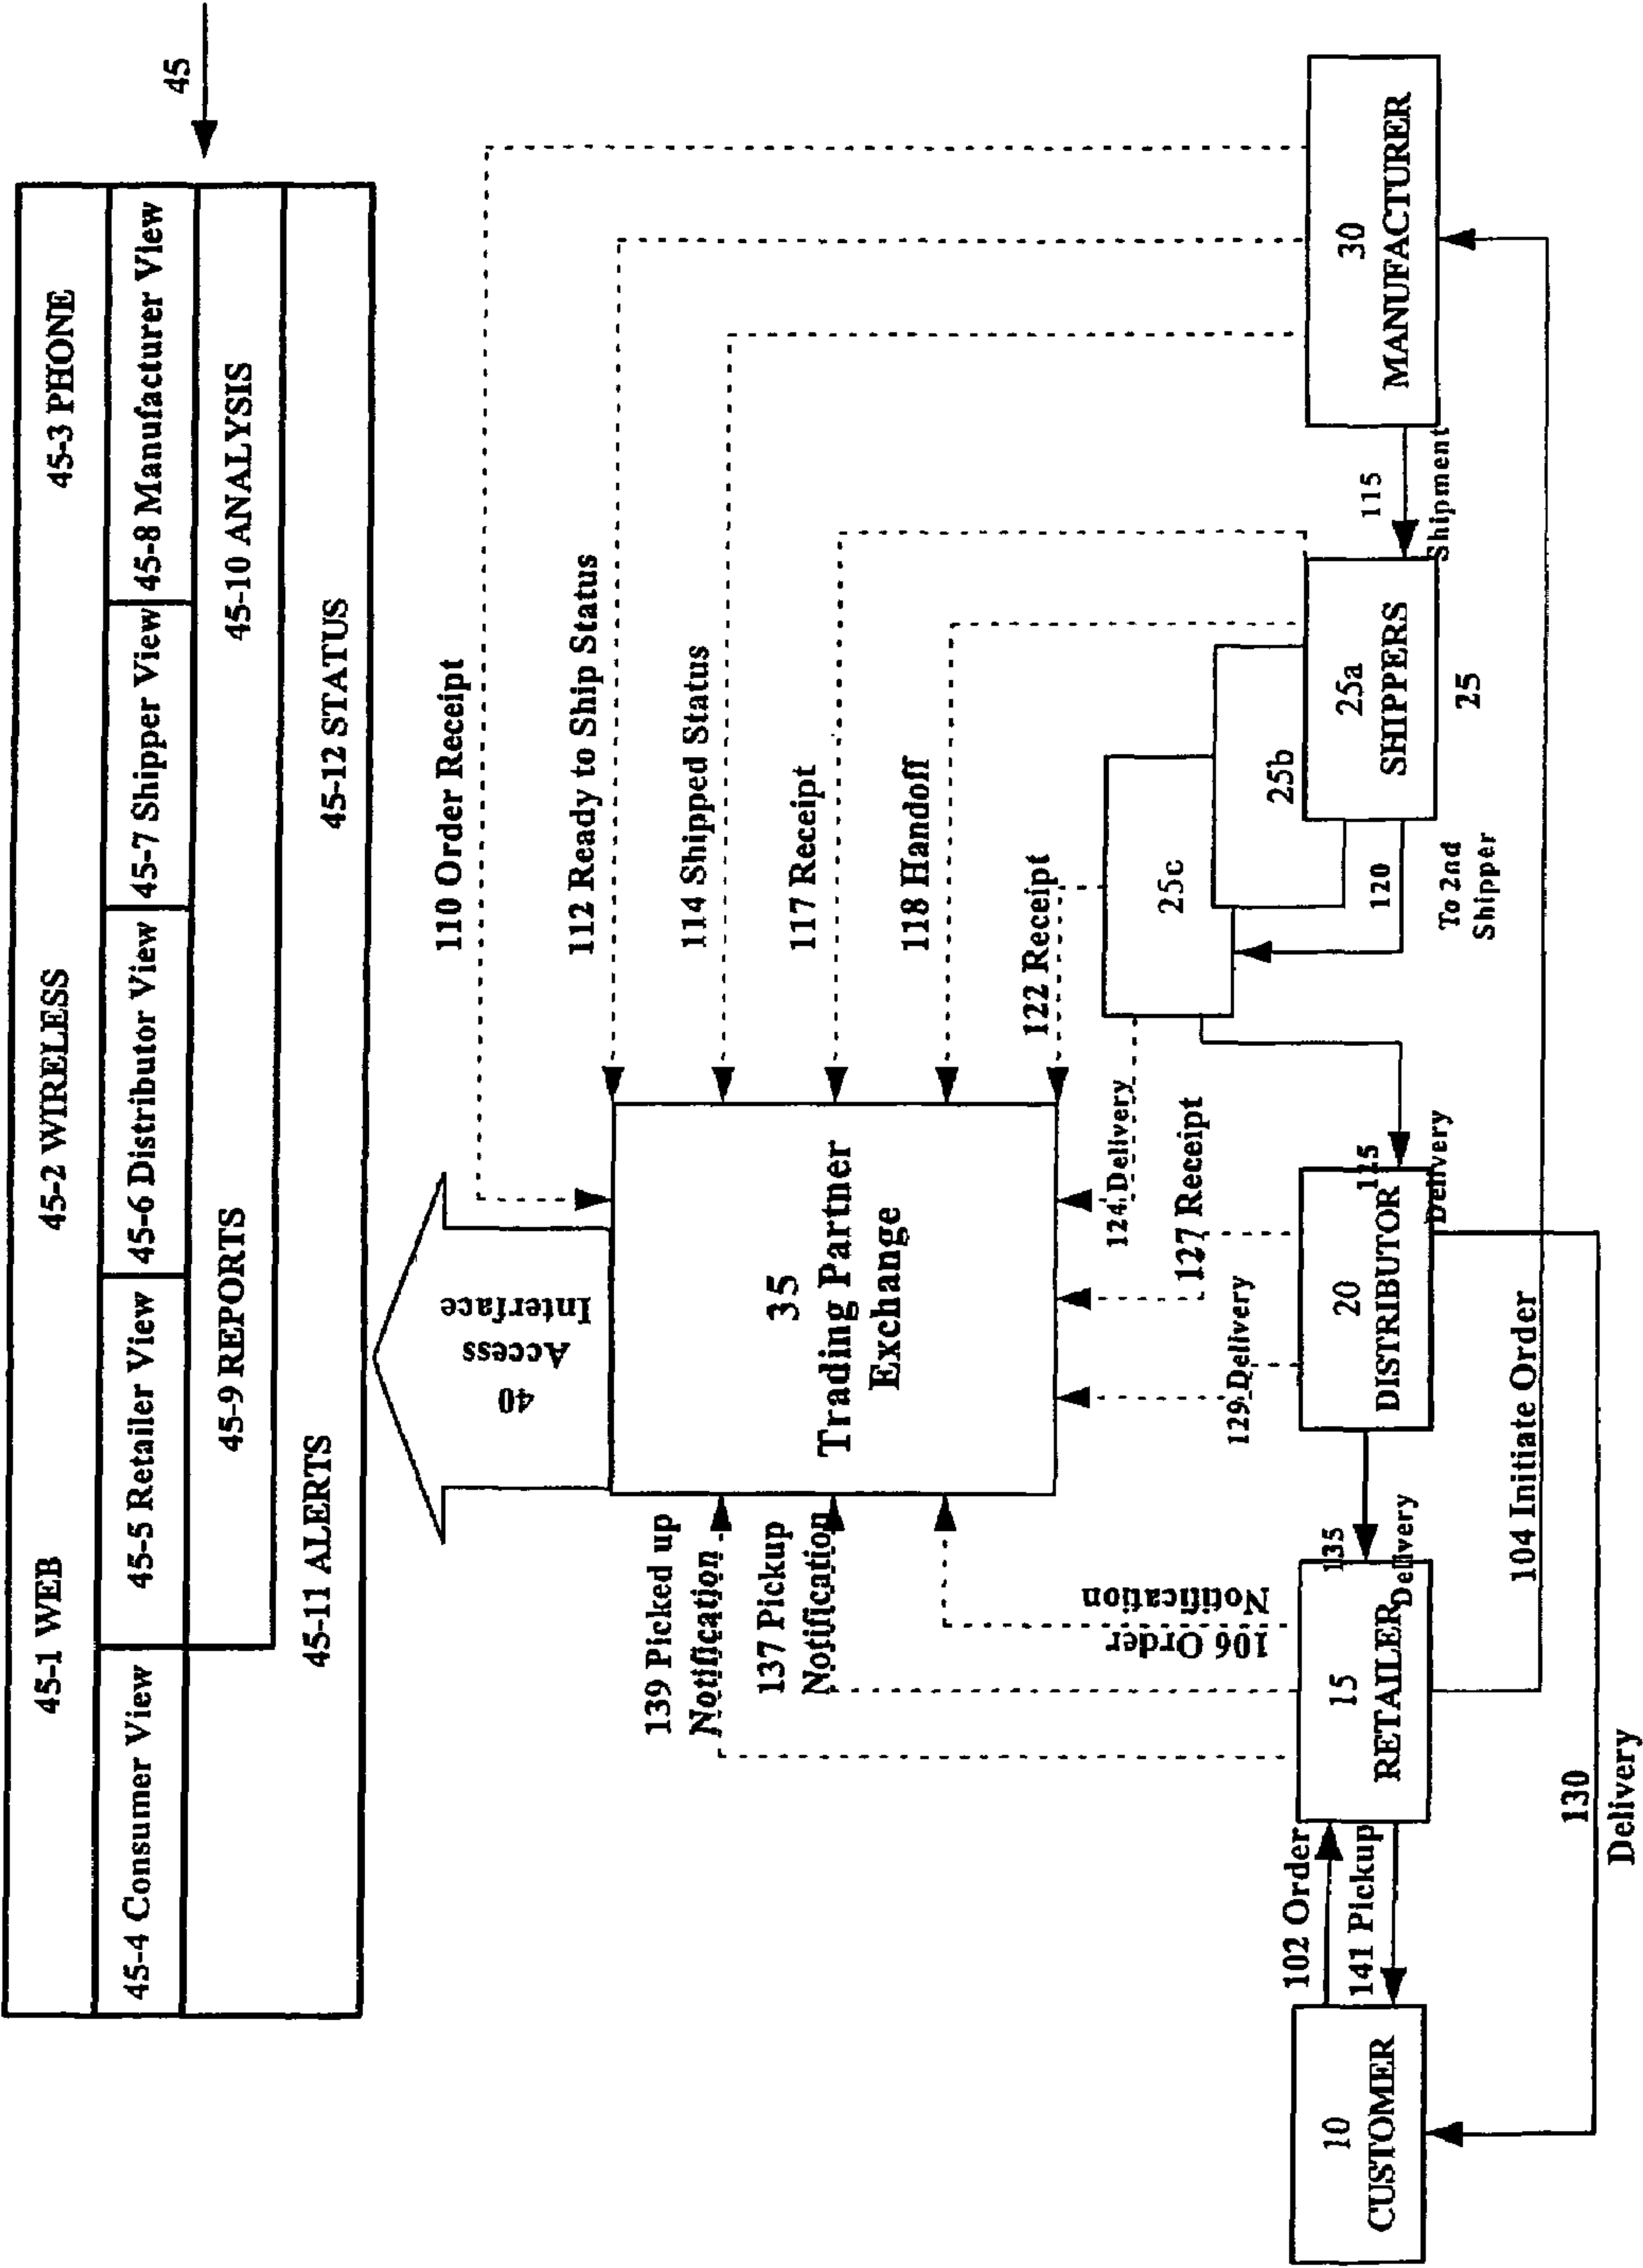 45-1 WEB
45-2 WIRELESS
45-3 PHONE
45-4 Consumer View
45-5 Retailer View
45-6 Distributor View
45-7 Shipper View
45-8 Manufacturer View
45-9 REPORTS
45-10 ANALYSIS
45-11 ALERTS
45-12 STATUS
45
40
Access
Interface
110 Order Receipt
112 Ready to Ship Status
114 Shipped Status
117 Receipt
118 Handoff
122 Receipt
35
Trading Partner
Exchange
139 Picked up
Notification
137 Pickup
Notification
106 Order
Notification
129 Delivery
127 Receipt
124 Delivery
25c
25b
25a
SHIPPERS
25
120
To 2nd
Shipper
115
Shipment
30
MANUFACTURER
10
CUSTOMER
102 Order
141 Pickup
15
RETAILER
135
Delivery
20
DISTRIBUTOR
125
Delivery
104 Initiate Order
130
Delivery